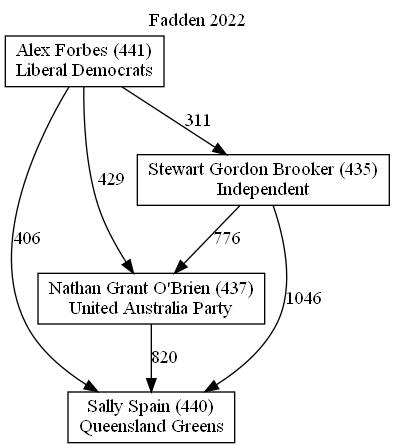 Fadden 2022
Alex Forbes (441)
Liberal Democrats
311
Stewart Gordon Brooker (435)
Independent
429
406
776
Nathan Grant O'Brien (437)
United Australia Party
1046
820
Sally Spain (440)
Queensland Greens